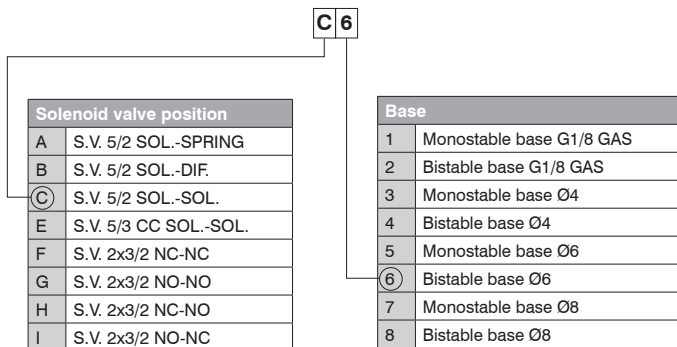 C 6
Solenoid valve position
A S.V. 5/2 SOL.-SPRING
B S.V. 5/2 SOL.-DIF.
C S.V. 5/2 SOL.-SOL.
E S.V. 5/3 CC SOL.-SOL.
F S.V. 2x3/2 NC-NC
G S.V. 2x3/2 NO-NO
H S.V. 2x3/2 NC-NO
I S.V. 2x3/2 NO-NC
Base
1 Monostable base G1/8 GAS
2 Bistable base G1/8 GAS
3 Monostable base Ø4
4 Bistable base Ø4
5 Monostable base Ø6
6 Bistable base Ø6
7 Monostable base Ø8
8 Bistable base Ø8